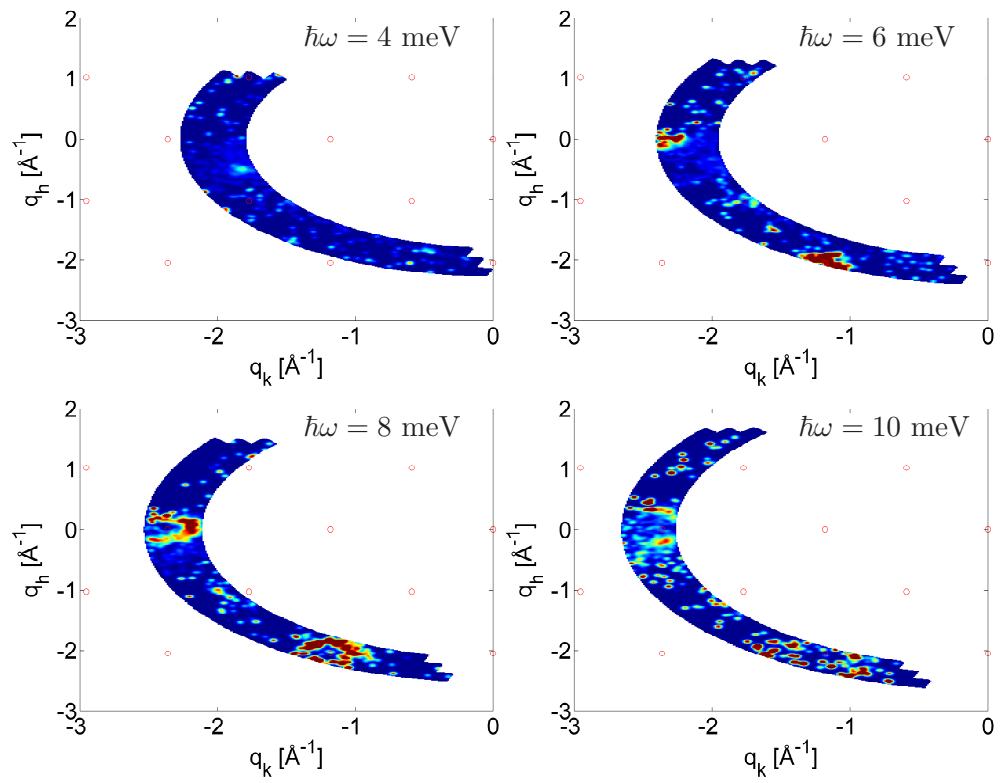 ħω = 4 meV
2
1
0
-1
-2
-3
q_h [Å^-1]
-3 -2 -1 0
q_k [Å^-1]
ħω = 6 meV
2
1
0
-1
-2
-3
q_h [Å^-1]
-3 -2 -1 0
q_k [Å^-1]
ħω = 8 meV
2
1
0
-1
-2
-3
q_h [Å^-1]
-3 -2 -1 0
q_k [Å^-1]
ħω = 10 meV
2
1
0
-1
-2
-3
q_h [Å^-1]
-3 -2 -1 0
q_k [Å^-1]